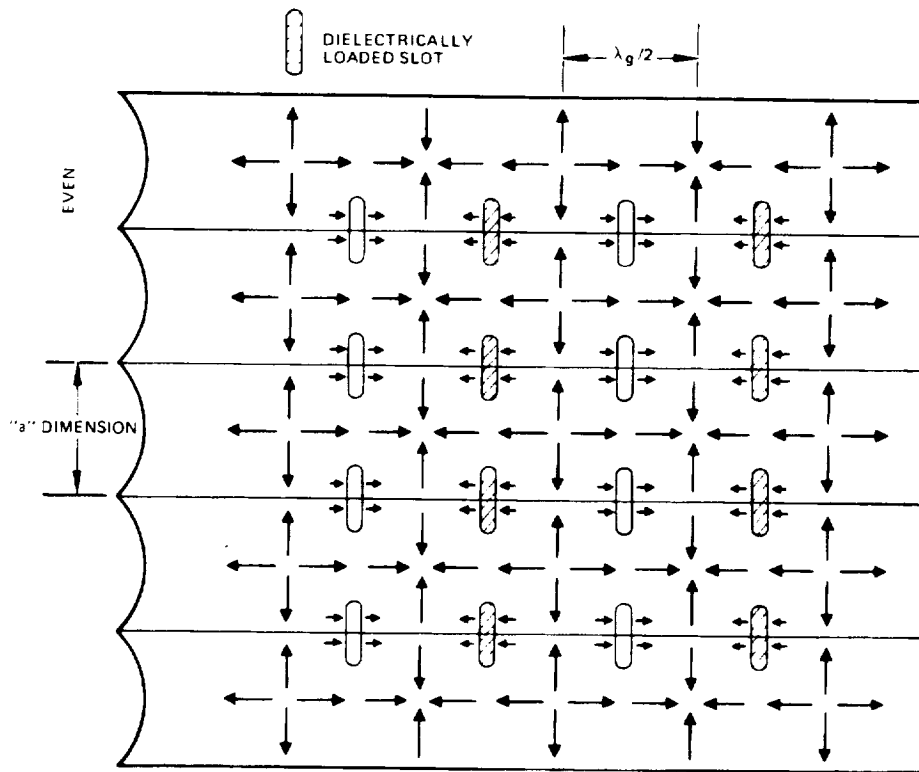 DIELECTRICALLY
LOADED SLOT
λg/2
EVEN
"a" DIMENSION